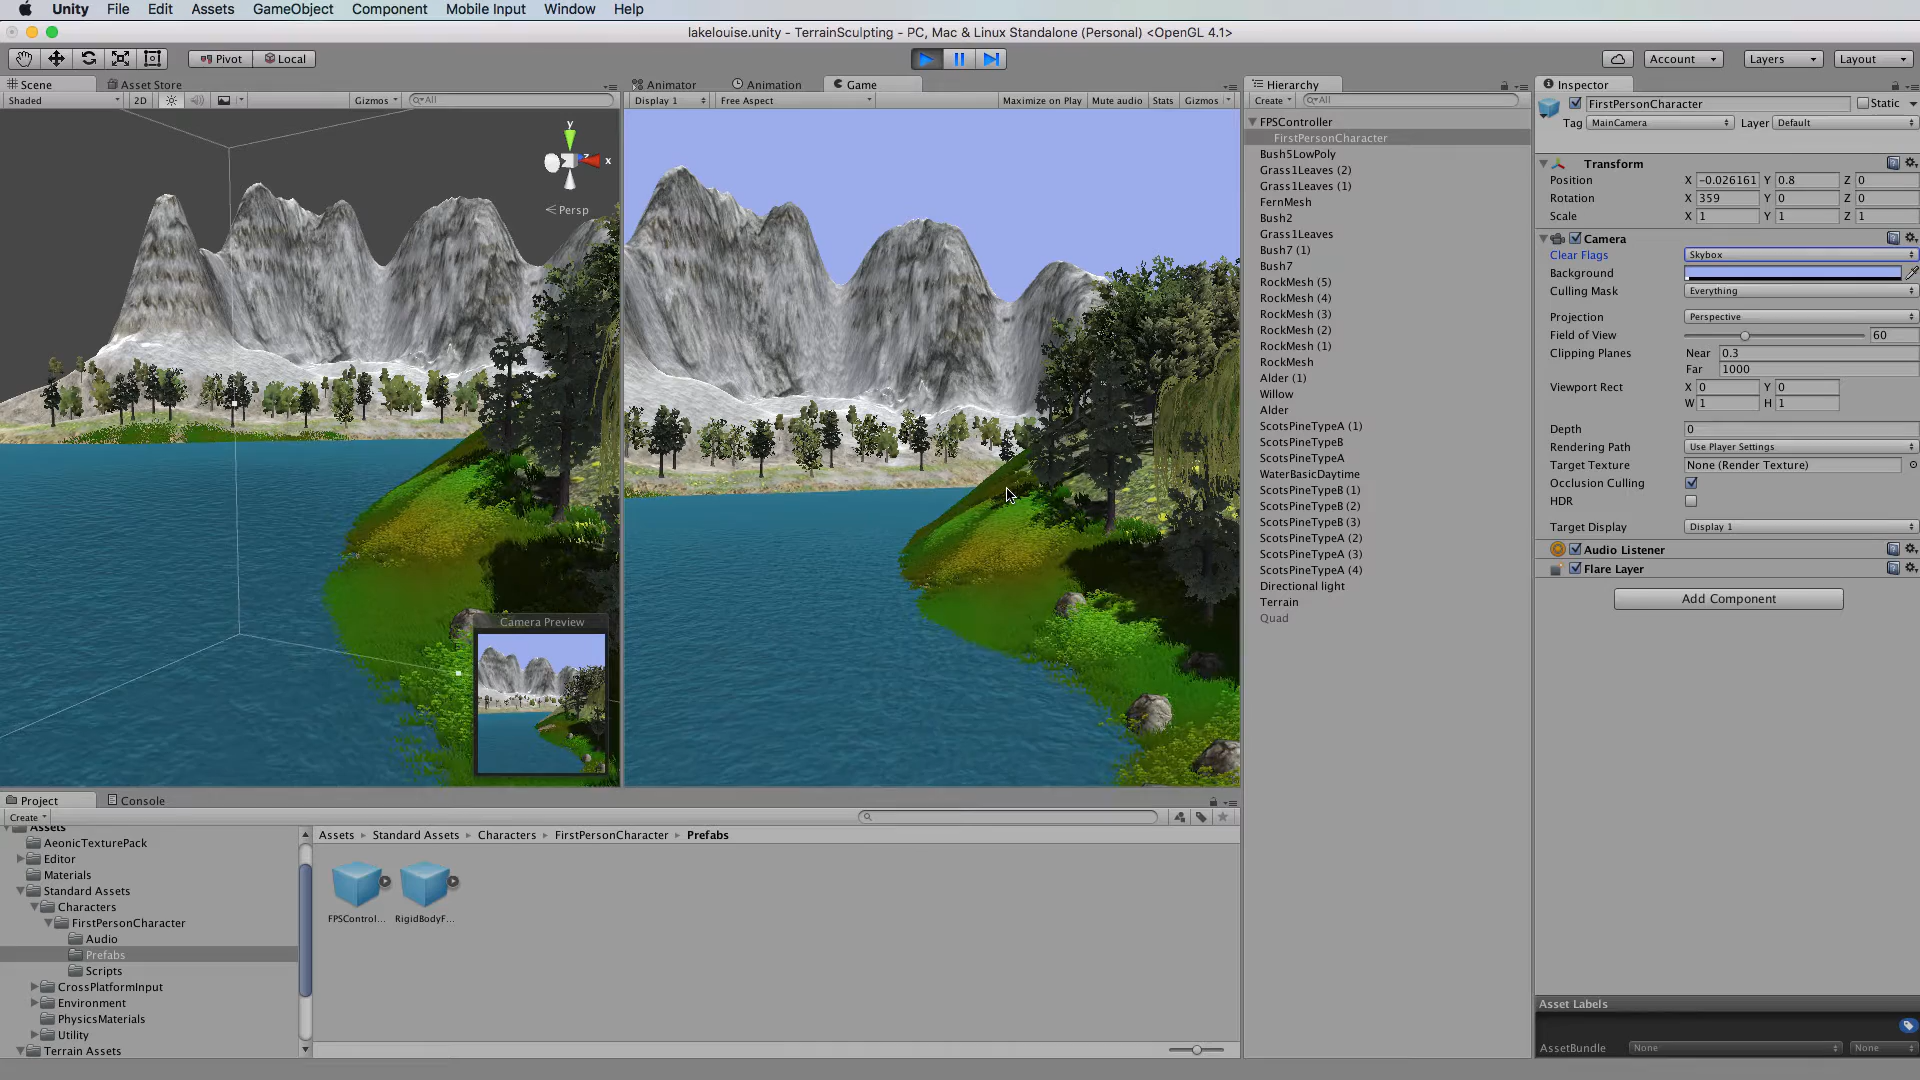 Unity File Edit Assets GameObject Component Mobile Input Window Help
lakelouise.unity - TerrainSculpting - PC, Mac & Linux Standalone (Personal) <OpenGL 4.1>
Pivot Local Account Layers Layout
Scene Asset Store
Shaded 2D Gizmos All
y
x
Persp
Camera Preview
Animator Animation Game
Display 1 Free Aspect Maximize on Play Mute audio Stats Gizmos
Hierarchy
Create All
FPSController
FirstPersonCharacter
Bush5LowPoly
Grass1Leaves (2)
Grass1Leaves (1)
FernMesh
Bush2
Grass1Leaves
Bush7 (1)
Bush7
RockMesh (5)
RockMesh (4)
RockMesh (3)
RockMesh (2)
RockMesh (1)
RockMesh
Alder (1)
Willow
Alder
ScotsPineTypeA (1)
ScotsPineTypeB
ScotsPineTypeA
WaterBasicDaytime
ScotsPineTypeB (1)
ScotsPineTypeB (2)
ScotsPineTypeB (3)
ScotsPineTypeA (2)
ScotsPineTypeA (3)
ScotsPineTypeA (4)
Directional light
Terrain
Quad
Inspector
FirstPersonCharacter Static
Tag MainCamera Layer Default
Transform
Position X -0.026161 Y 0.8 Z 0
Rotation X 359 Y 0 Z 0
Scale X 1 Y 1 Z 1
Camera
Clear Flags Skybox
Background
Culling Mask Everything
Projection Perspective
Field of View 60
Clipping Planes Near 0.3
Far 1000
Viewport Rect X 0 Y 0
W 1 H 1
Depth 0
Rendering Path Use Player Settings
Target Texture None (Render Texture)
Occlusion Culling
HDR
Target Display Display 1
Audio Listener
Flare Layer
Add Component
Asset Labels
AssetBundle None None
Project Console
Create
Assets
AeonicTexturePack
Editor
Materials
Standard Assets
Characters
FirstPersonCharacter
Audio
Prefabs
Scripts
CrossPlatformInput
Environment
PhysicsMaterials
Utility
Terrain Assets
Assets Standard Assets Characters FirstPersonCharacter Prefabs
FPSControl... RigidBodyF...